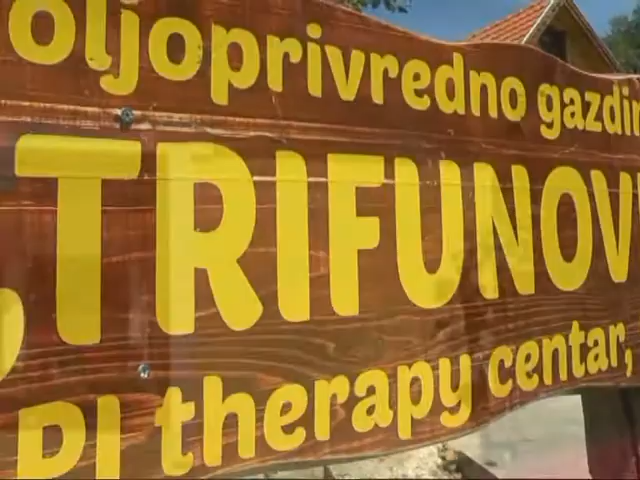 oljoprivredno gazdin
„TRIFUNOV
PI therapy centar,